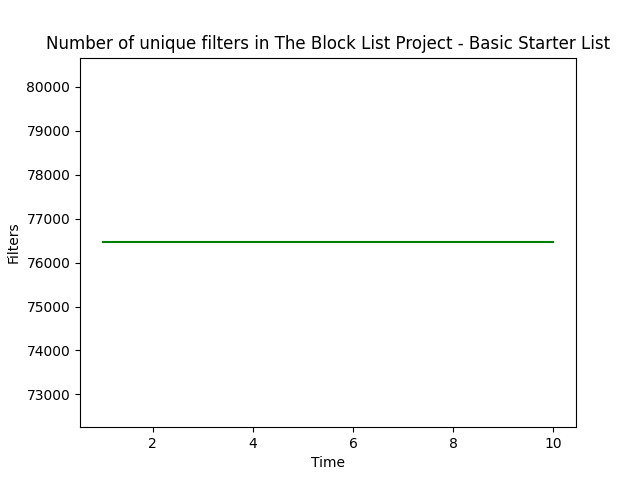 Number of unique filters in The Block List Project - Basic Starter List
80000
79000
78000
77000
76000
75000
74000
73000
Filters
2 4 6 8 10
Time